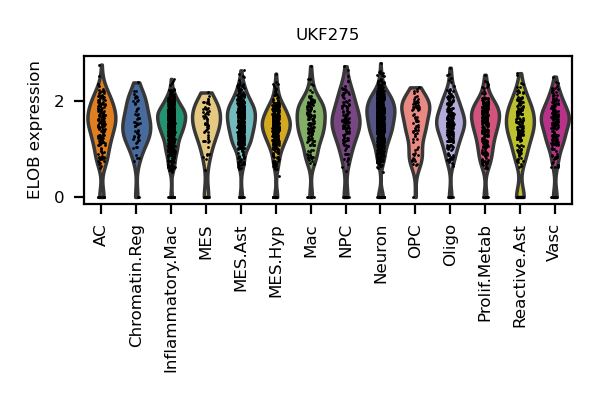 UKF275
ELOB expression
2
0
AC
Chromatin.Reg
Inflammatory.Mac
MES
MES.Ast
MES.Hyp
Mac
NPC
Neuron
OPC
Oligo
Prolif.Metab
Reactive.Ast
Vasc